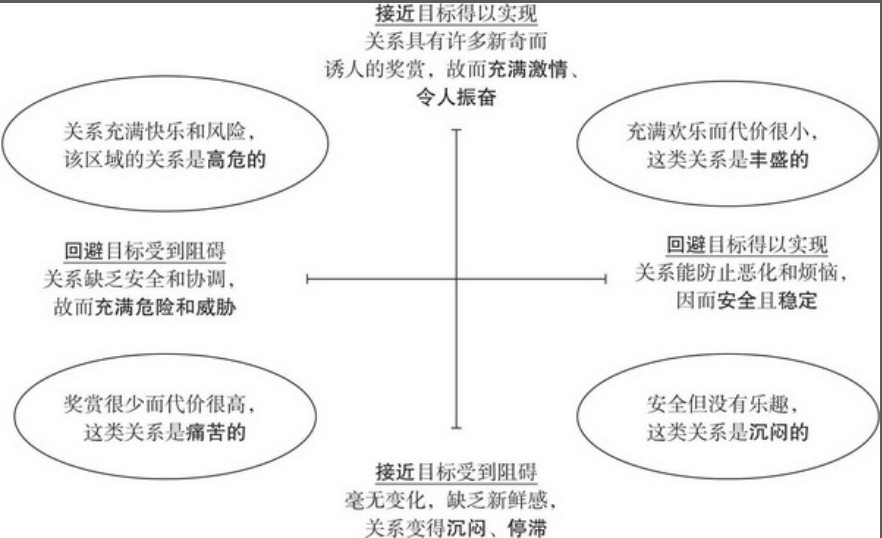 接近目标得以实现
关系具有许多新奇而
诱人的奖赏，故而充满激情、
令人振奋
关系充满快乐和风险，
该区域的关系是高危的
充满欢乐而代价很小，
这类关系是丰盛的
回避目标受到阻碍
关系缺乏安全和协调，
故而充满危险和威胁
回避目标得以实现
关系能防止恶化和烦恼，
因而安全且稳定
奖赏很少而代价很高，
这类关系是痛苦的
安全但没有乐趣，
这类关系是沉闷的
接近目标受到阻碍
毫无变化，缺乏新鲜感，
关系变得沉闷、停滞